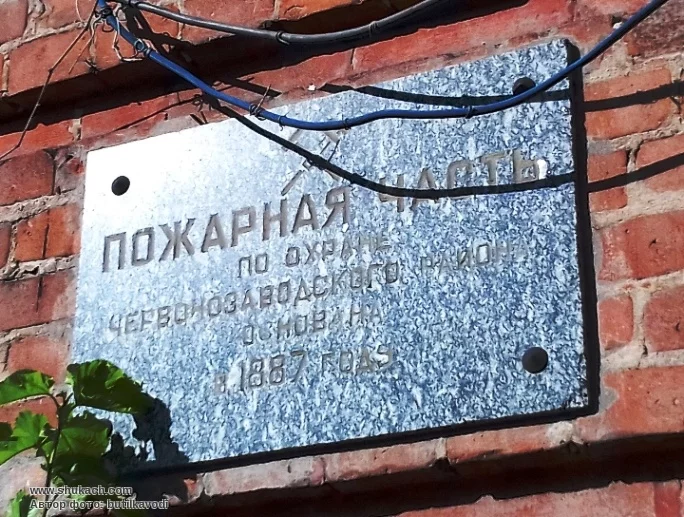 ПОЖАРНАЯ ЧАСТЬ
ПО ОХРАНЕ
ЧЕРВОНОЗАВОДСКОГО РАЙОНА
ОСНОВАНА
В 1887 ГОДУ
www.shukach.com
Автор фото: butilkavodi